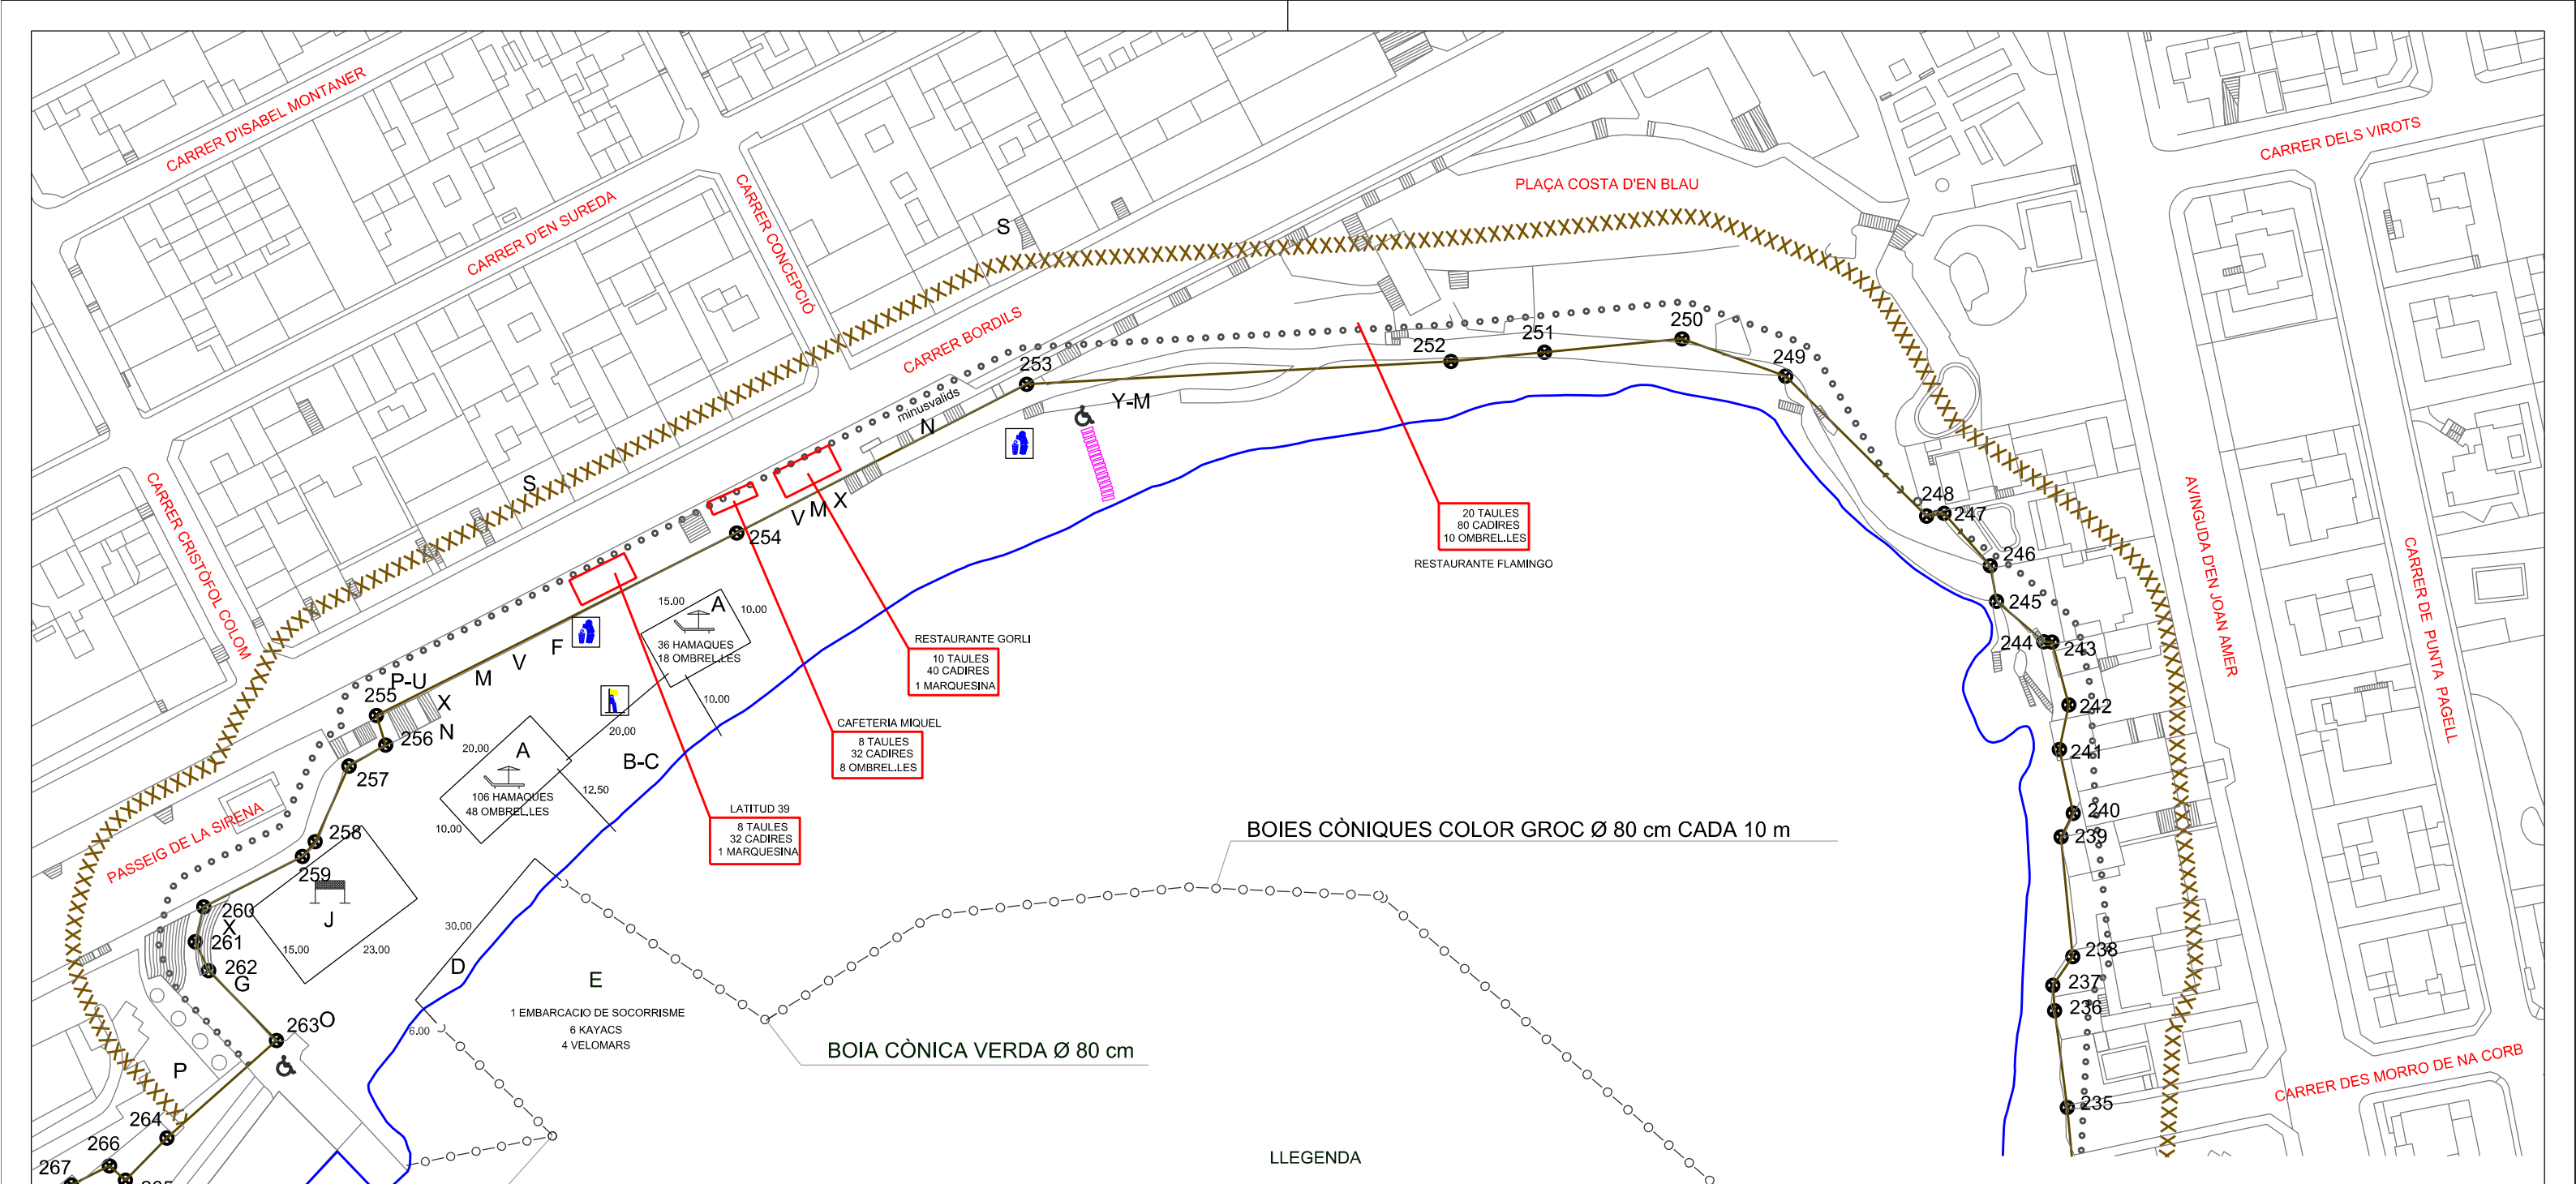 CARRER D'ISABEL MONTANER
CARRER D'EN SUREDA
CARRER CONCEPCIÓ
CARRER BORDILS
PLAÇA COSTA D'EN BLAU
CARRER DELS VIROTS
CARRER CRISTÒFOL COLOM
AVINGUDA D'EN JOAN AMER
CARRER DE PUNTA PAGELL
PASSEIG DE LA SIRENA
CARRER DES MORRO DE NA CORB
S
S
253
252
251
250
249
248
247
246
245
244
243
242
241
240
239
238
237
236
235
minusvalids
N
Y-M
V M X
254
20 TAULES
80 CADIRES
10 OMBREL.LES
RESTAURANTE FLAMINGO
RESTAURANTE GORLI
10 TAULES
40 CADIRES
1 MARQUESINA
CAFETERIA MIQUEL
8 TAULES
32 CADIRES
8 OMBREL.LES
LATITUD 39
8 TAULES
32 CADIRES
1 MARQUESINA
15.00
A
10.00
36 HAMAQUES
18 OMBREL.LES
10.00
F
V
M
P-U
X
N
255
256
257
258
259
260
261
262
263
264
266
267
20,00
A
106 HAMAQUES
48 OMBREL.LES
10.00
20,00
12.50
B-C
J
15.00
23.00
X
G
O
P
30.00
D
6.00
E
1 EMBARCACIO DE SOCORRISME
6 KAYACS
4 VELOMARS
BOIES CÒNIQUES COLOR GROC Ø 80 cm CADA 10 m
BOIA CÒNICA VERDA Ø 80 cm
LLEGENDA